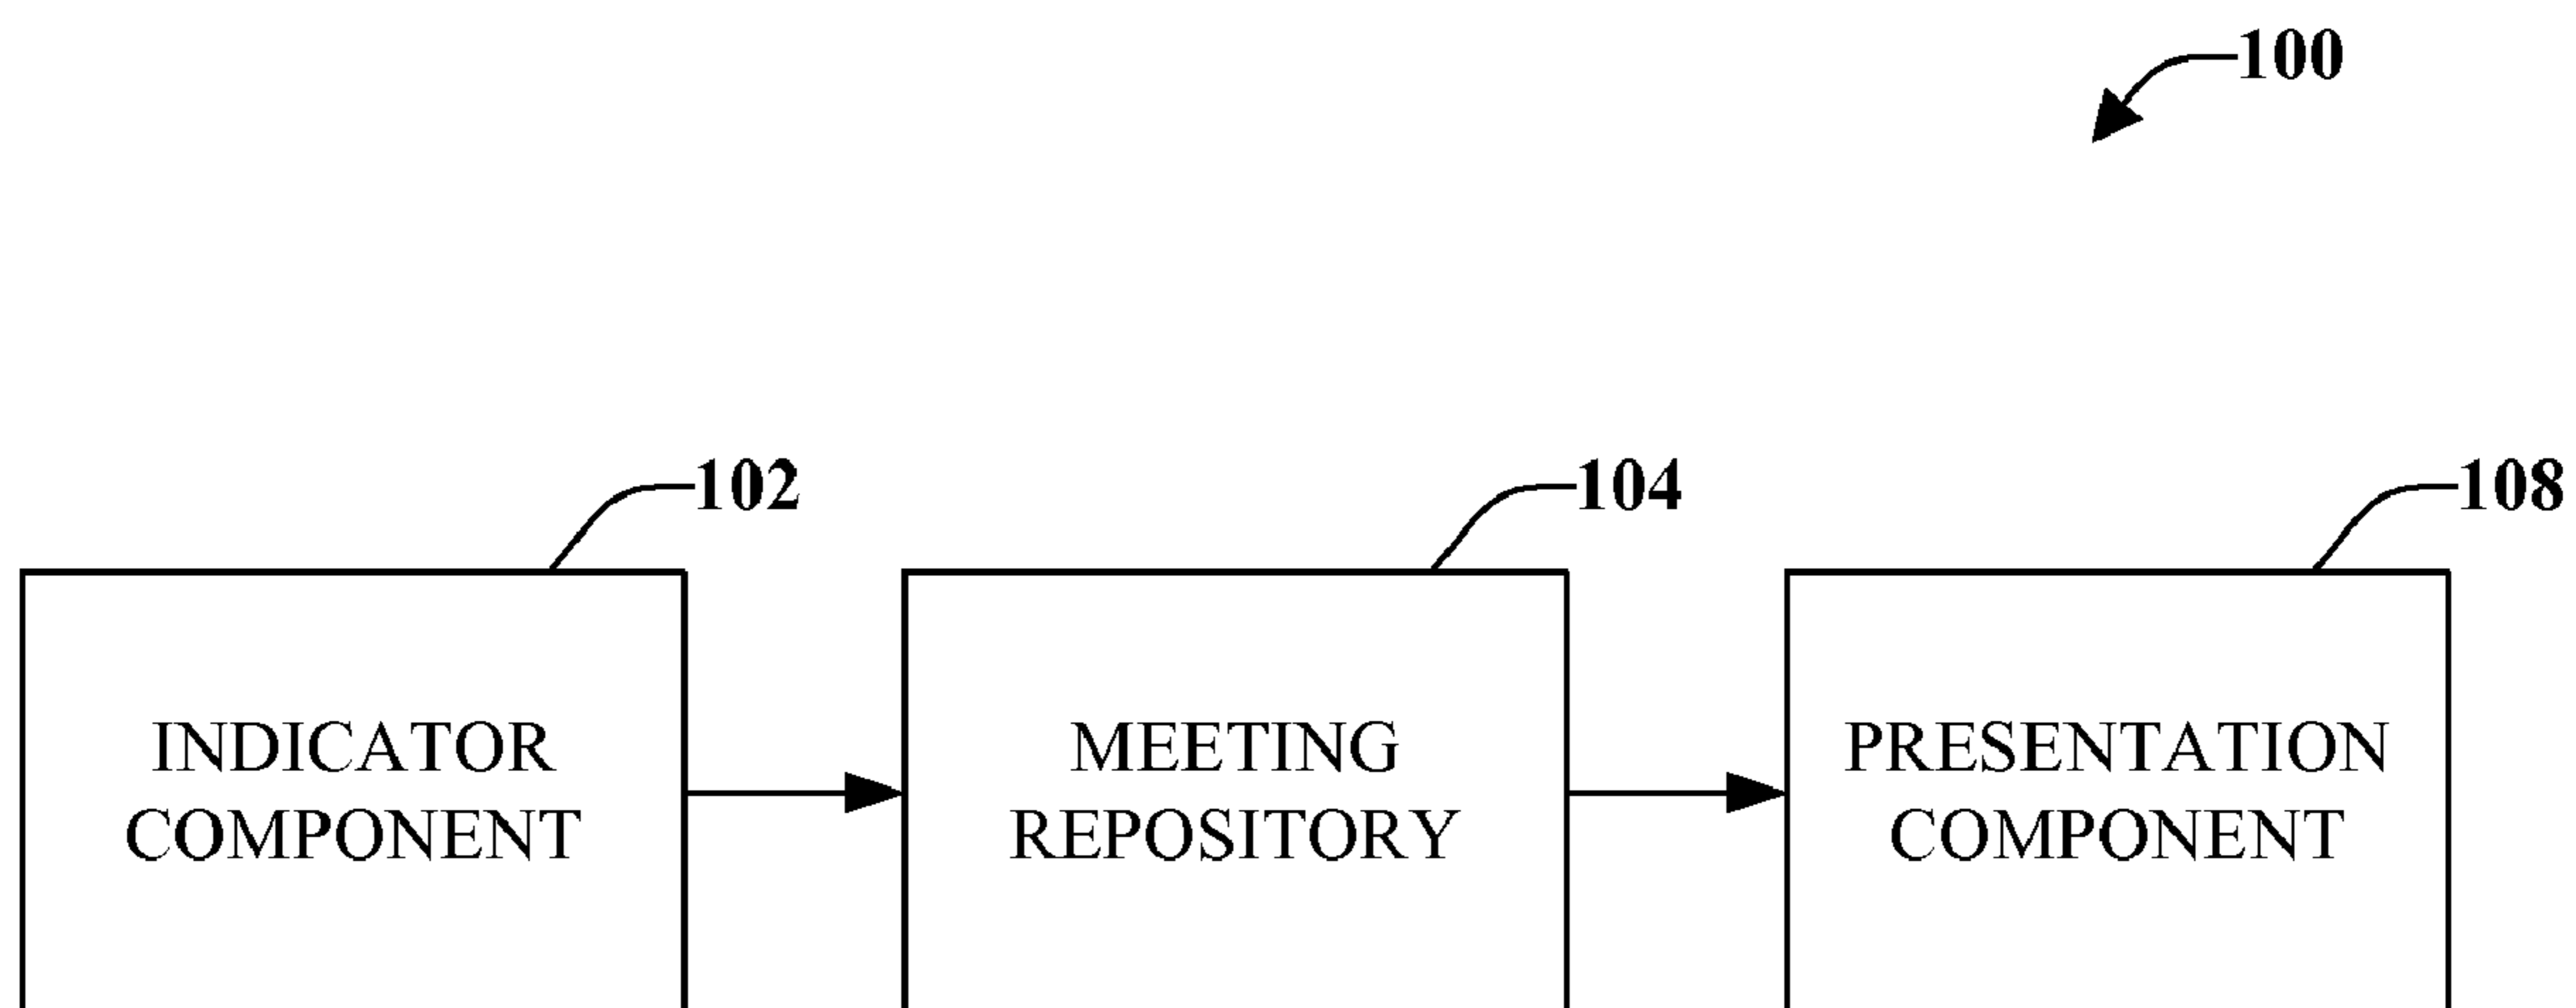 100
102
104
108
INDICATOR
COMPONENT
MEETING
REPOSITORY
PRESENTATION
COMPONENT